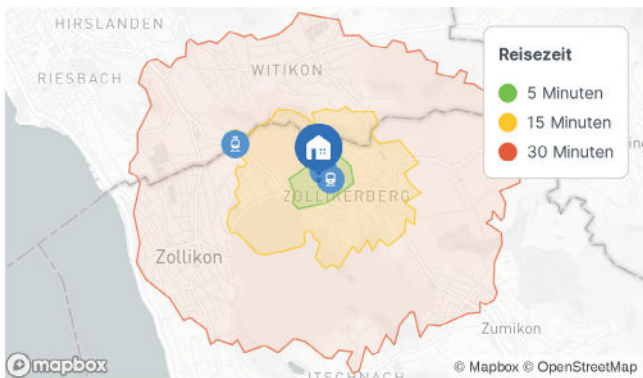 HIRSLANDEN
RIESBACH
WITIKON
Reisezeit
5 Minuten
15 Minuten
30 Minuten
ZOLLIKERBERG
Zollikon
Zumikon
mapbox
© Mapbox © OpenStreetMap